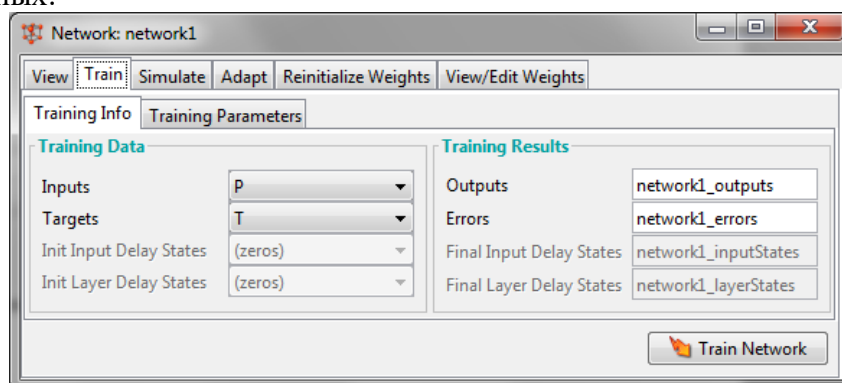 Network: network1
View Train Simulate Adapt Reinitialize Weights View/Edit Weights
Training Info Training Parameters
Training Data
Inputs P
Targets T
Init Input Delay States (zeros)
Init Layer Delay States (zeros)
Training Results
Outputs network1_outputs
Errors network1_errors
Final Input Delay States network1_inputStates
Final Layer Delay States network1_layerStates
Train Network